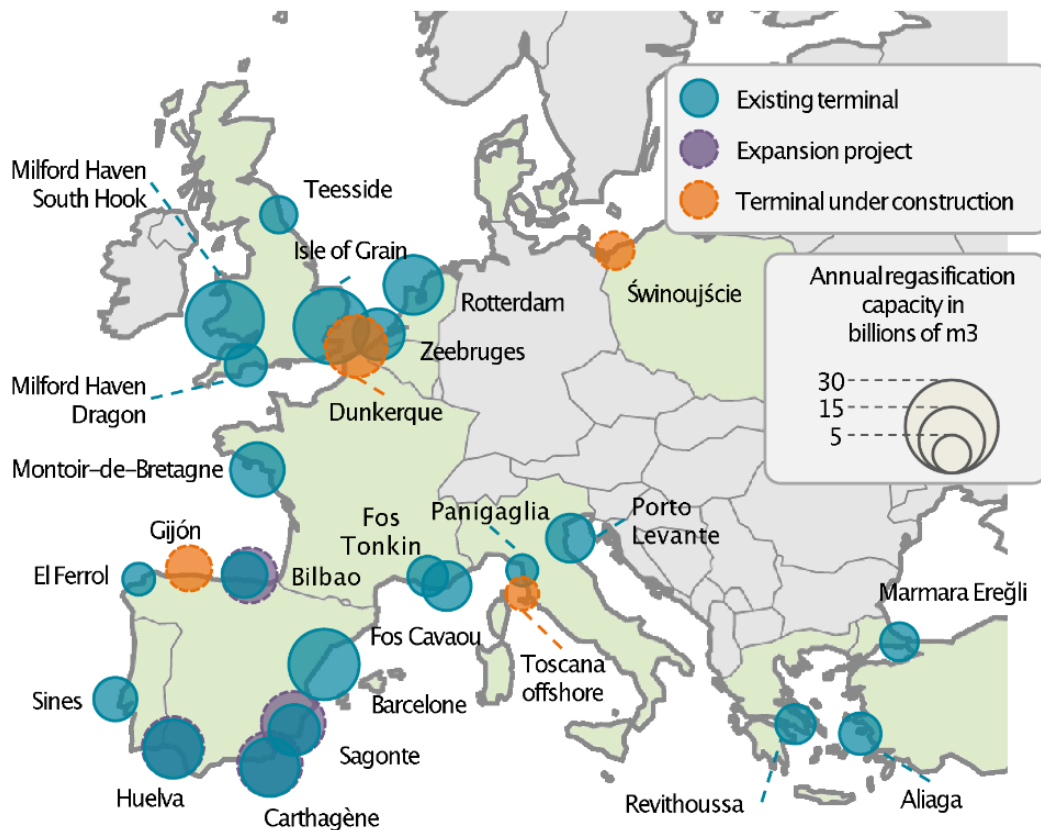 Existing terminal
Expansion project
Terminal under construction
Annual regasification
capacity in
billions of m3
30
15
5
Milford Haven
South Hook
Teesside
Isle of Grain
Rotterdam
Świnoujście
Zeebruges
Milford Haven
Dragon
Dunkerque
Montoir–de–Bretagne
Gijón
Fos
Tonkin
Panigaglia
Porto
Levante
El Ferrol
Bilbao
Marmara Ereğli
Fos Cavaou
Toscana
offshore
Sines
Barcelone
Sagonte
Huelva
Carthagène
Revithoussa
Aliaga